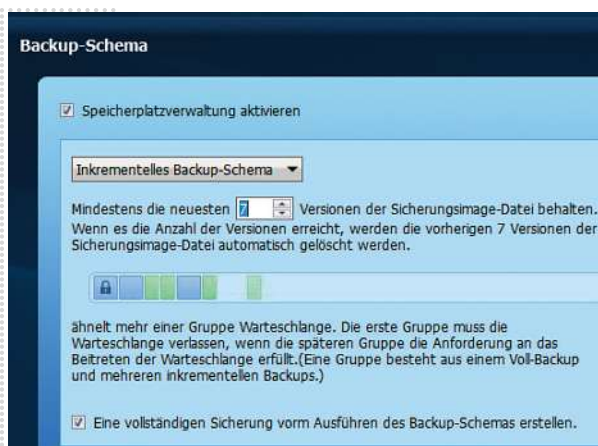 Backup-Schema
Speicherplatzverwaltung aktivieren
Inkrementelles Backup-Schema
Mindestens die neuesten 7 Versionen der Sicherungsimage-Datei behalten.
Wenn es die Anzahl der Versionen erreicht, werden die vorherigen 7 Versionen der
Sicherungsimage-Datei automatisch gelöscht werden.
ähnelt mehr einer Gruppe Warteschlange. Die erste Gruppe muss die
Warteschlange verlassen, wenn die späteren Gruppe die Anforderung an das
Beitreten der Warteschlange erfüllt.(Eine Gruppe besteht aus einem Voll-Backup
und mehreren inkrementellen Backups.)
Eine vollständigen Sicherung vorm Ausführen des Backup-Schemas erstellen.